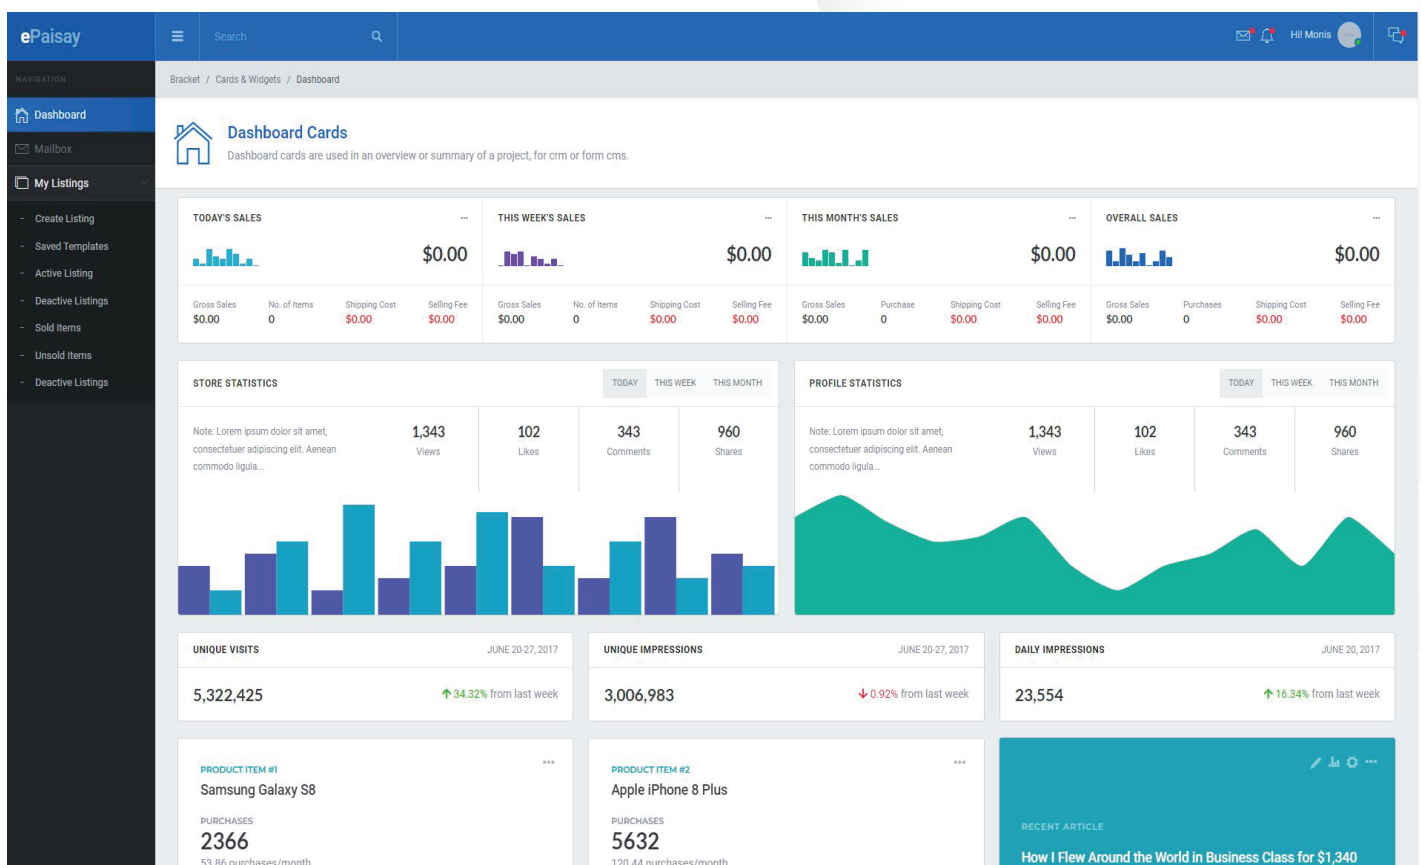 ePaisay
Search
Hi! Monis
NAVIGATION
Dashboard
Mailbox
My Listings
- Create Listing
- Saved Templates
- Active Listing
- Deactive Listings
- Sold Items
- Unsold Items
- Deactive Listings
Bracket / Cards & Widgets / Dashboard
Dashboard Cards
Dashboard cards are used in an overview or summary of a project, for crm or form cms.
TODAY'S SALES
$0.00
Gross Sales No. of Items Shipping Cost Selling Fee
$0.00 0 $0.00 $0.00
THIS WEEK'S SALES
$0.00
Gross Sales No. of Items Shipping Cost Selling Fee
$0.00 0 $0.00 $0.00
THIS MONTH'S SALES
$0.00
Gross Sales Purchase Shipping Cost Selling Fee
$0.00 0 $0.00 $0.00
OVERALL SALES
$0.00
Gross Sales Purchases Shipping Cost Selling Fee
$0.00 0 $0.00 $0.00
STORE STATISTICS TODAY THIS WEEK THIS MONTH
Note: Lorem ipsum dolor sit amet,
consectetuer adipiscing elit. Aenean
commodo ligula...
1,343 102 343 960
Views Likes Comments Shares
PROFILE STATISTICS TODAY THIS WEEK THIS MONTH
Note: Lorem ipsum dolor sit amet,
consectetuer adipiscing elit. Aenean
commodo ligula...
1,343 102 343 960
Views Likes Comments Shares
UNIQUE VISITS JUNE 20-27, 2017
5,322,425 34.32% from last week
UNIQUE IMPRESSIONS JUNE 20-27, 2017
3,006,983 0.92% from last week
DAILY IMPRESSIONS JUNE 20, 2017
23,554 16.34% from last week
PRODUCT ITEM #1
Samsung Galaxy S8
PURCHASES
2366
53.86 purchases/month
PRODUCT ITEM #2
Apple iPhone 8 Plus
PURCHASES
5632
120.44 purchases/month
RECENT ARTICLE
How I Flew Around the World in Business Class for $1,340